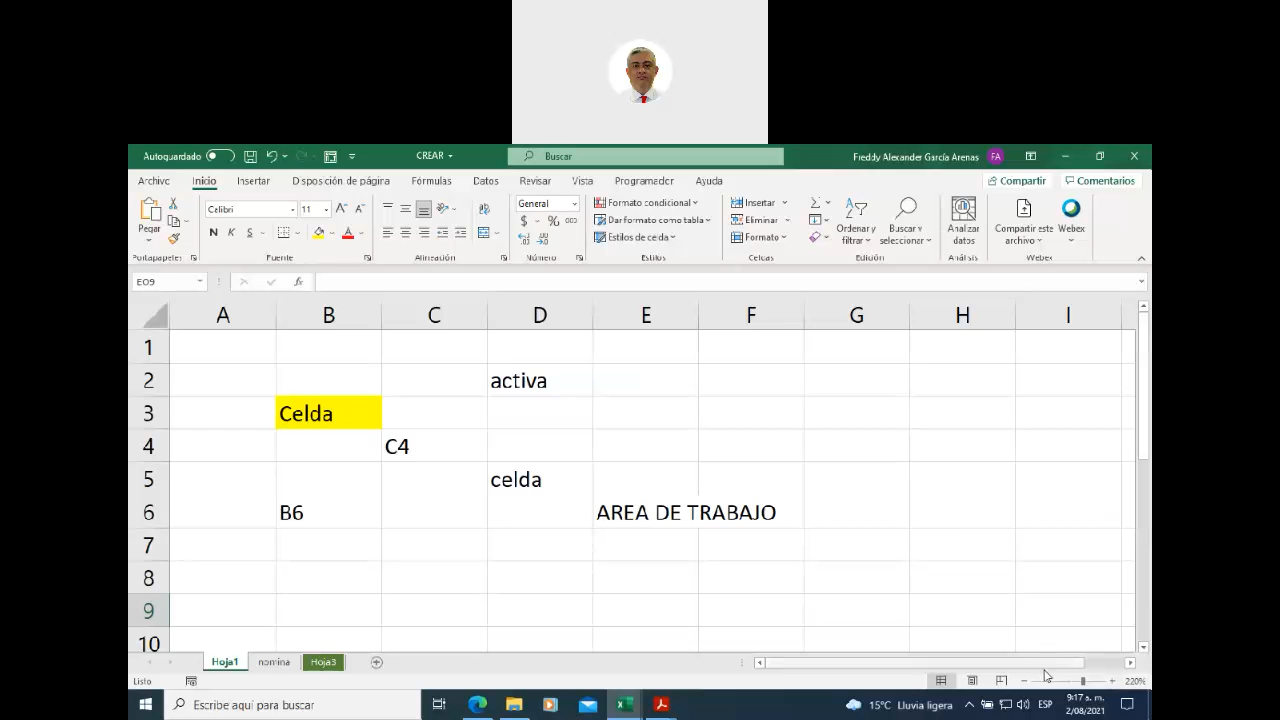 Autoguardado CREAR Buscar Freddy Alexander García Arenas FA
Archivo Inicio Insertar Disposición de página Fórmulas Datos Revisar Vista Programador Ayuda Compartir Comentarios
Pegar
Calibri 11
N K S
General
$ % 000
Formato condicional
Dar formato como tabla
Estilos de celda
Insertar
Eliminar
Formato
Ordenar y filtrar
Buscar y seleccionar
Analizar datos
Compartir este archivo
Webex
Portapapeles Fuente Alineación Número Estilos Celdas Edición Análisis Webex
EO9 fx
A B C D E F G H I
1
2 activa
3 Celda
4 C4
5 celda
6 B6 AREA DE TRABAJO
7
8
9
10
Hoja1 nomina Hoja3
Listo 220%
Escribe aquí para buscar 15°C Lluvia ligera ESP 9:17 a. m.
2/08/2021